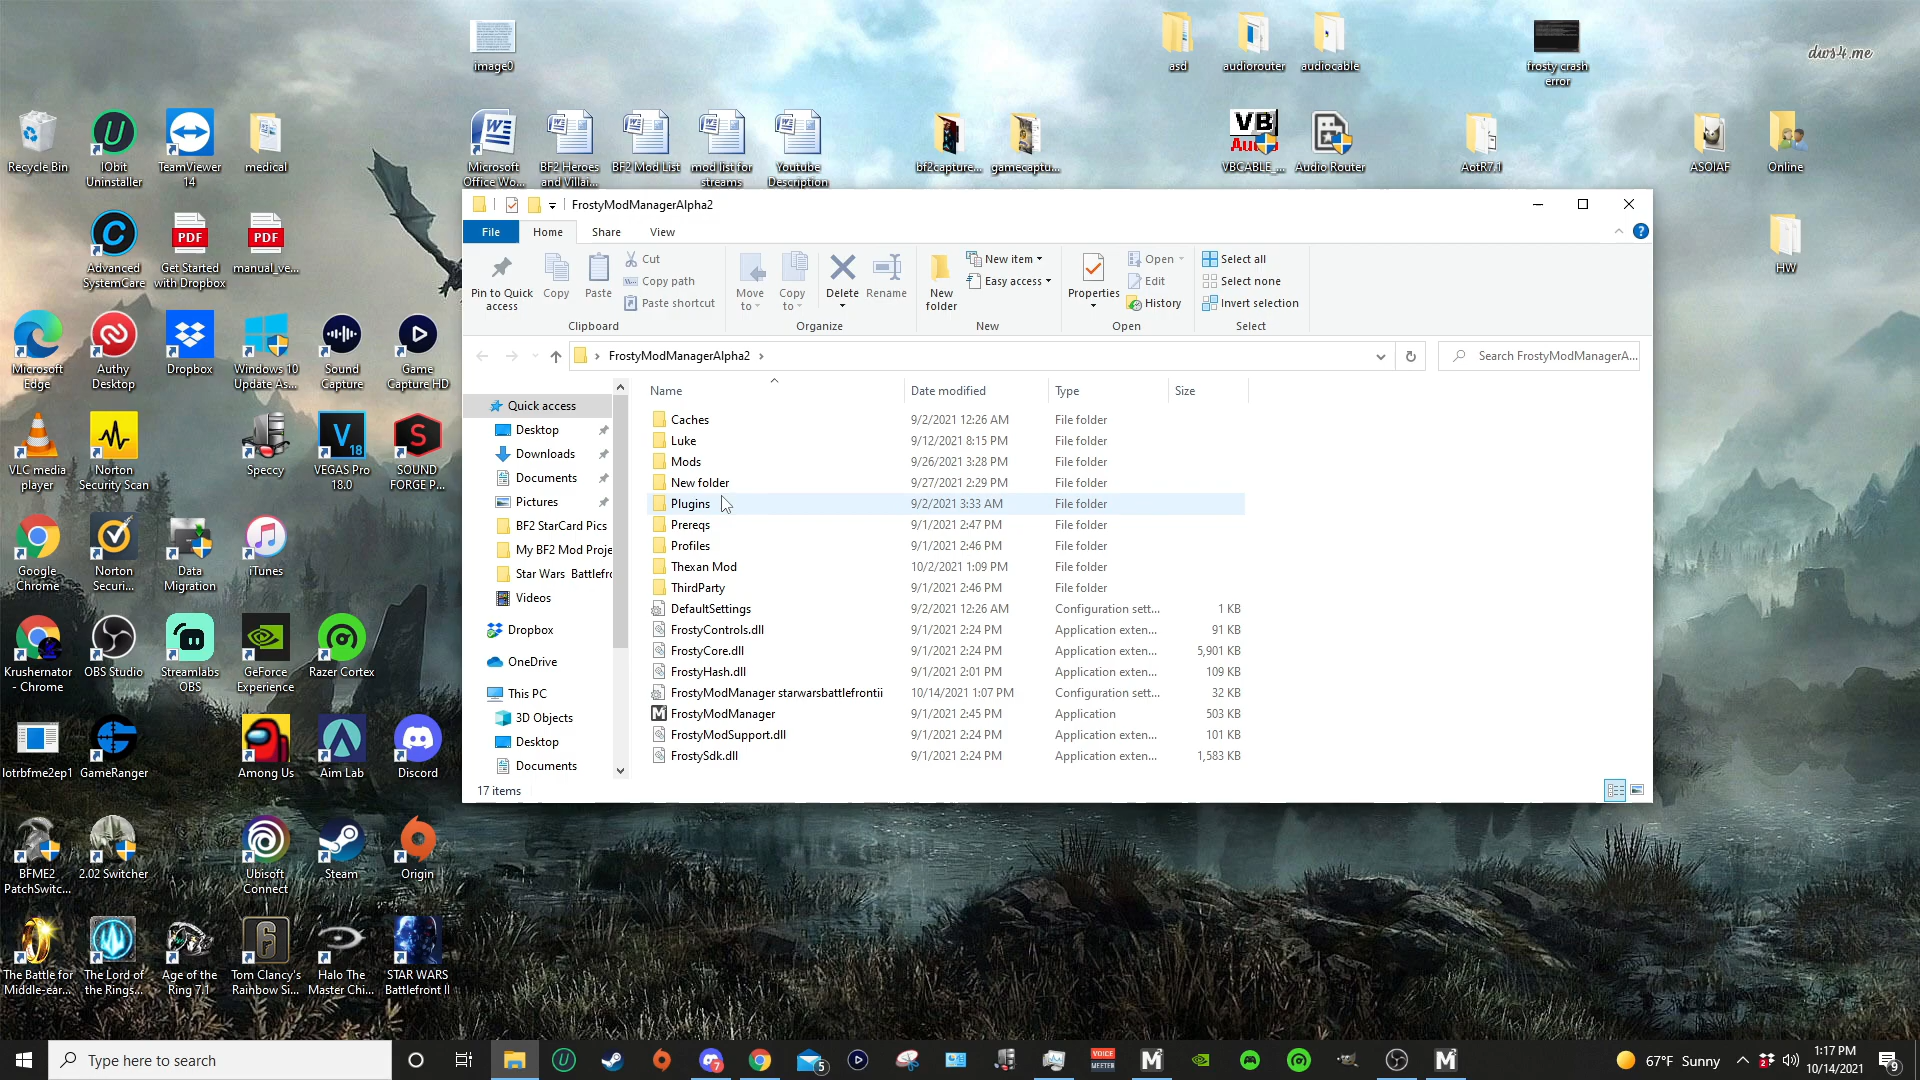 image0
asd
audiorouter
audiocable
frosty crash
error
dws4.me
Recycle Bin
IObit
Uninstaller
TeamViewer
14
medical
Microsoft
Office Wo...
BF2 Heroes
and Villai...
BF2 Mod List
mod list for
streams
Youtube
Description
bf2capture...
gamecaptu...
VBCABLE_...
Audio Router
AotR7.1
ASOIAF
Online
HW
Advanced
SystemCare
PDF
Get Started
with Dropbox
PDF
manual_ve...
FrostyModManagerAlpha2
File
Home
Share
View
Pin to Quick
access
Copy
Paste
Cut
Copy path
Paste shortcut
Clipboard
Move
to
Copy
to
Delete
Rename
Organize
New
folder
New item
Easy access
New
Properties
Open
Edit
History
Open
Select all
Select none
Invert selection
Select
FrostyModManagerAlpha2
Search FrostyModManagerA...
Name
Date modified
Type
Size
Quick access
Desktop
Downloads
Documents
Pictures
BF2 StarCard Pics
My BF2 Mod Proje
Star Wars Battlefr
Videos
Dropbox
OneDrive
This PC
3D Objects
Desktop
Documents
Caches 9/2/2021 12:26 AM File folder
Luke 9/12/2021 8:15 PM File folder
Mods 9/26/2021 3:28 PM File folder
New folder 9/27/2021 2:29 PM File folder
Plugins 9/2/2021 3:33 AM File folder
Prereqs 9/1/2021 2:47 PM File folder
Profiles 9/1/2021 2:46 PM File folder
Thexan Mod 10/2/2021 1:09 PM File folder
ThirdParty 9/1/2021 2:46 PM File folder
DefaultSettings 9/2/2021 12:26 AM Configuration sett... 1 KB
FrostyControls.dll 9/1/2021 2:24 PM Application exten... 91 KB
FrostyCore.dll 9/1/2021 2:24 PM Application exten... 5,901 KB
FrostyHash.dll 9/1/2021 2:01 PM Application exten... 109 KB
FrostyModManager starwarsbattlefrontii 10/14/2021 1:07 PM Configuration sett... 32 KB
FrostyModManager 9/1/2021 2:45 PM Application 503 KB
FrostyModSupport.dll 9/1/2021 2:24 PM Application exten... 101 KB
FrostySdk.dll 9/1/2021 2:24 PM Application exten... 1,583 KB
17 items
Microsoft
Edge
Authy
Desktop
Dropbox
Windows 10
Update As...
Sound
Capture
Game
Capture HD
VLC media
player
Norton
Security Scan
Speccy
VEGAS Pro
18.0
SOUND
FORGE P...
Google
Chrome
Norton
Securi...
Data
Migration
iTunes
Krushernator
- Chrome
OBS Studio
Streamlabs
OBS
GeForce
Experience
Razer Cortex
lotrbfme2ep1
GameRanger
Among Us
Aim Lab
Discord
BFME2
PatchSwitc...
2.02 Switcher
Ubisoft
Connect
Steam
Origin
The Battle for
Middle-ear...
The Lord of
the Rings...
Age of the
Ring 7.1
Tom Clancy's
Rainbow Si...
Halo The
Master Chi...
STAR WARS
Battlefront II
Type here to search
VOICE
MEETER
67°F Sunny
1:17 PM
10/14/2021